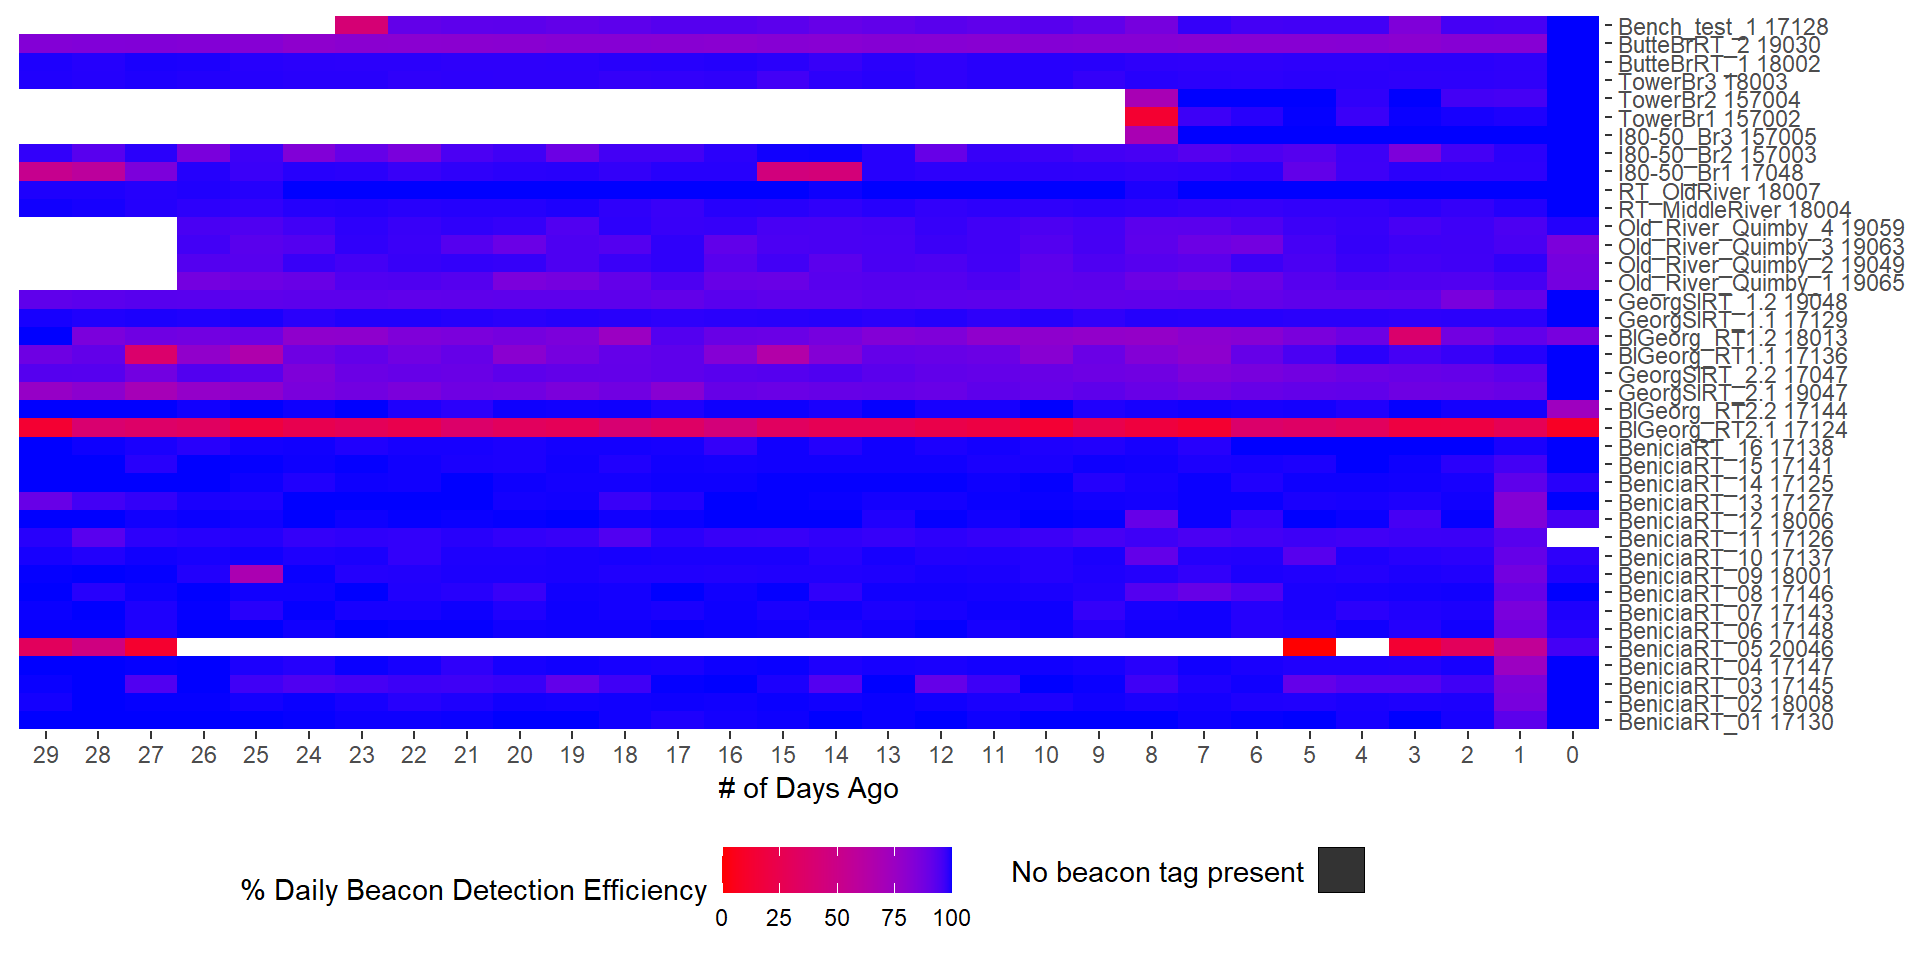 Bench_test_1 17128
ButteBrRT_2 19030
ButteBrRT_1 18002
TowerBr3 18003
TowerBr2 157004
TowerBr1 157002
I80-50_Br3 157005
I80-50_Br2 157003
I80-50_Br1 17048
RT_OldRiver 18007
RT_MiddleRiver 18004
Old_River_Quimby_4 19059
Old_River_Quimby_3 19063
Old_River_Quimby_2 19049
Old_River_Quimby_1 19065
GeorgSlRT_1.2 19048
GeorgSlRT_1.1 17129
BlGeorg_RT1.2 18013
BlGeorg_RT1.1 17136
GeorgSlRT_2.2 17047
GeorgSlRT_2.1 19047
BlGeorg_RT2.2 17144
BlGeorg_RT2.1 17124
BeniciaRT_16 17138
BeniciaRT_15 17141
BeniciaRT_14 17125
BeniciaRT_13 17127
BeniciaRT_12 18006
BeniciaRT_11 17126
BeniciaRT_10 17137
BeniciaRT_09 18001
BeniciaRT_08 17146
BeniciaRT_07 17143
BeniciaRT_06 17148
BeniciaRT_05 20046
BeniciaRT_04 17147
BeniciaRT_03 17145
BeniciaRT_02 18008
BeniciaRT_01 17130
29 28 27 26 25 24 23 22 21 20 19 18 17 16 15 14 13 12 11 10 9 8 7 6 5 4 3 2 1 0
# of Days Ago
% Daily Beacon Detection Efficiency
0 25 50 75 100
No beacon tag present